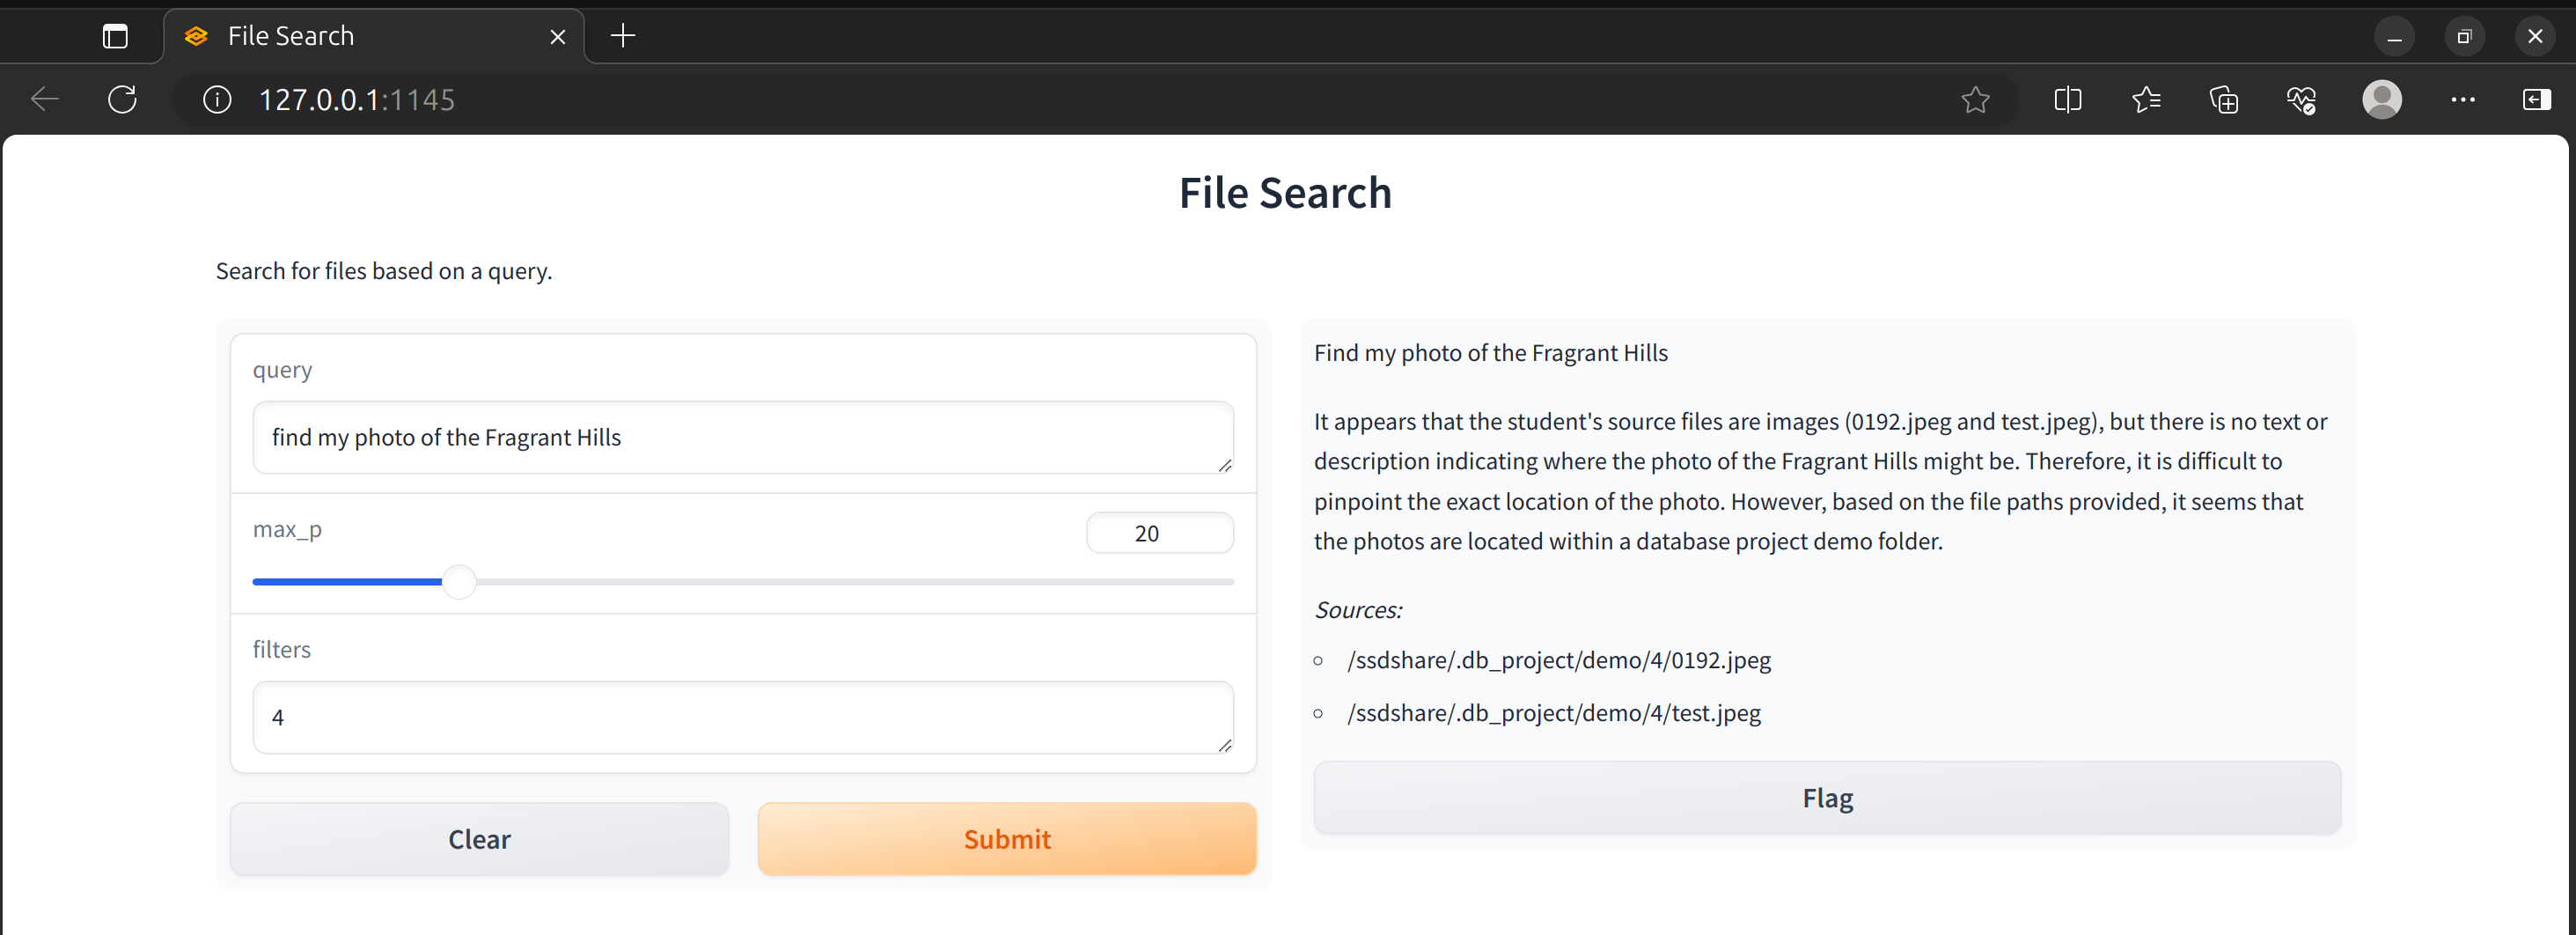 File Search
127.0.0.1:1145
File Search
Search for files based on a query.
query
find my photo of the Fragrant Hills
max_p
20
filters
4
Clear
Submit
Find my photo of the Fragrant Hills
It appears that the student's source files are images (0192.jpeg and test.jpeg), but there is no text or
description indicating where the photo of the Fragrant Hills might be. Therefore, it is difficult to
pinpoint the exact location of the photo. However, based on the file paths provided, it seems that
the photos are located within a database project demo folder.
Sources:
/ssdshare/.db_project/demo/4/0192.jpeg
/ssdshare/.db_project/demo/4/test.jpeg
Flag